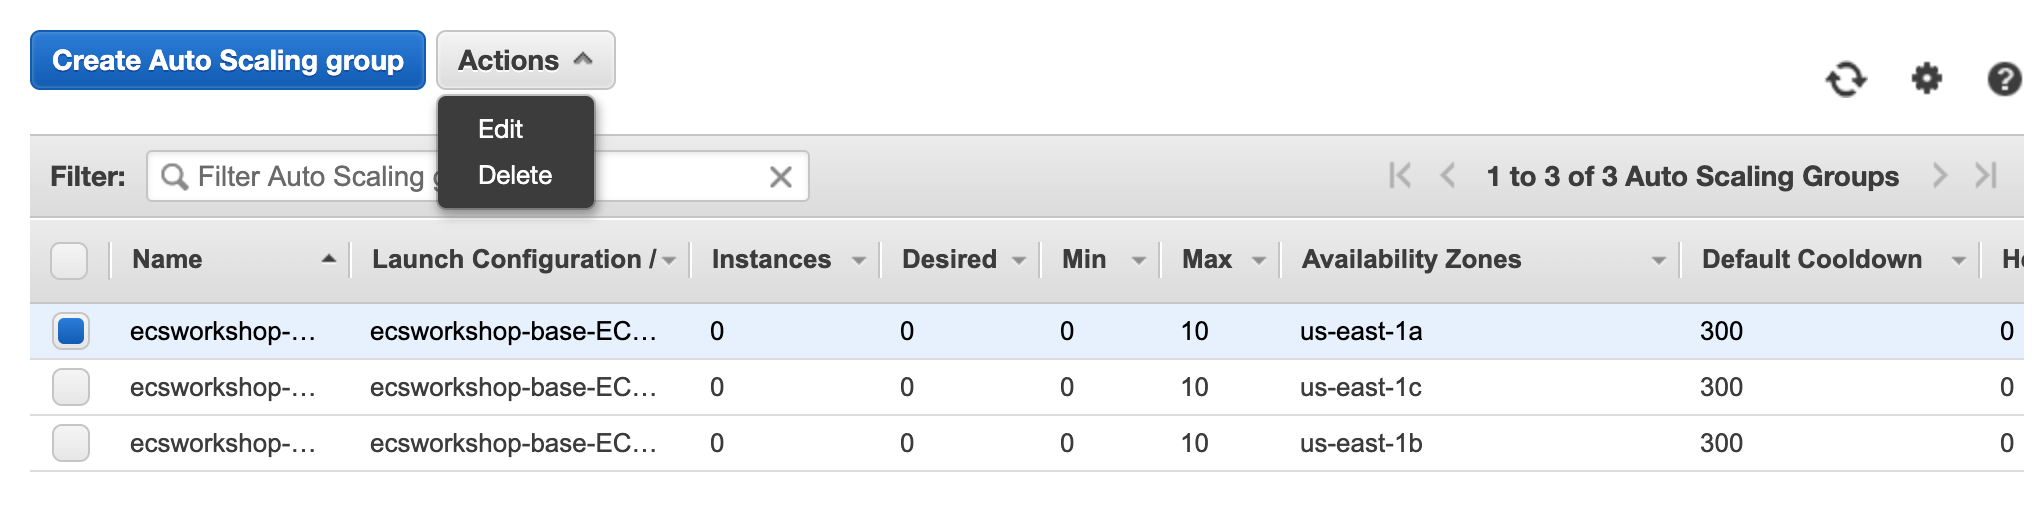 Create Auto Scaling group Actions
Edit
Delete
Filter: Filter Auto Scaling 1 to 3 of 3 Auto Scaling Groups
Name Launch Configuration / Instances Desired Min Max Availability Zones Default Cooldown
ecsworkshop-... ecsworkshop-base-EC... 0 0 0 10 us-east-1a 300 0
ecsworkshop-... ecsworkshop-base-EC... 0 0 0 10 us-east-1c 300 0
ecsworkshop-... ecsworkshop-base-EC... 0 0 0 10 us-east-1b 300 0